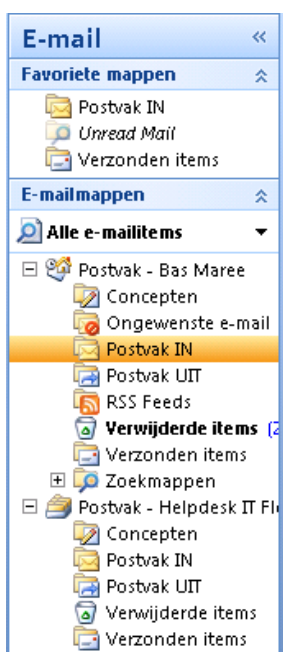 E-mail
Favoriete mappen
Postvak IN
Unread Mail
Verzonden items
E-mailmappen
Alle e-mailitems
Postvak - Bas Maree
Concepten
Ongewenste e-mail
Postvak IN
Postvak UIT
RSS Feeds
Verwijderde items
Verzonden items
Zoekmappen
Postvak - Helpdesk IT
Concepten
Postvak IN
Postvak UIT
Verwijderde items
Verzonden items